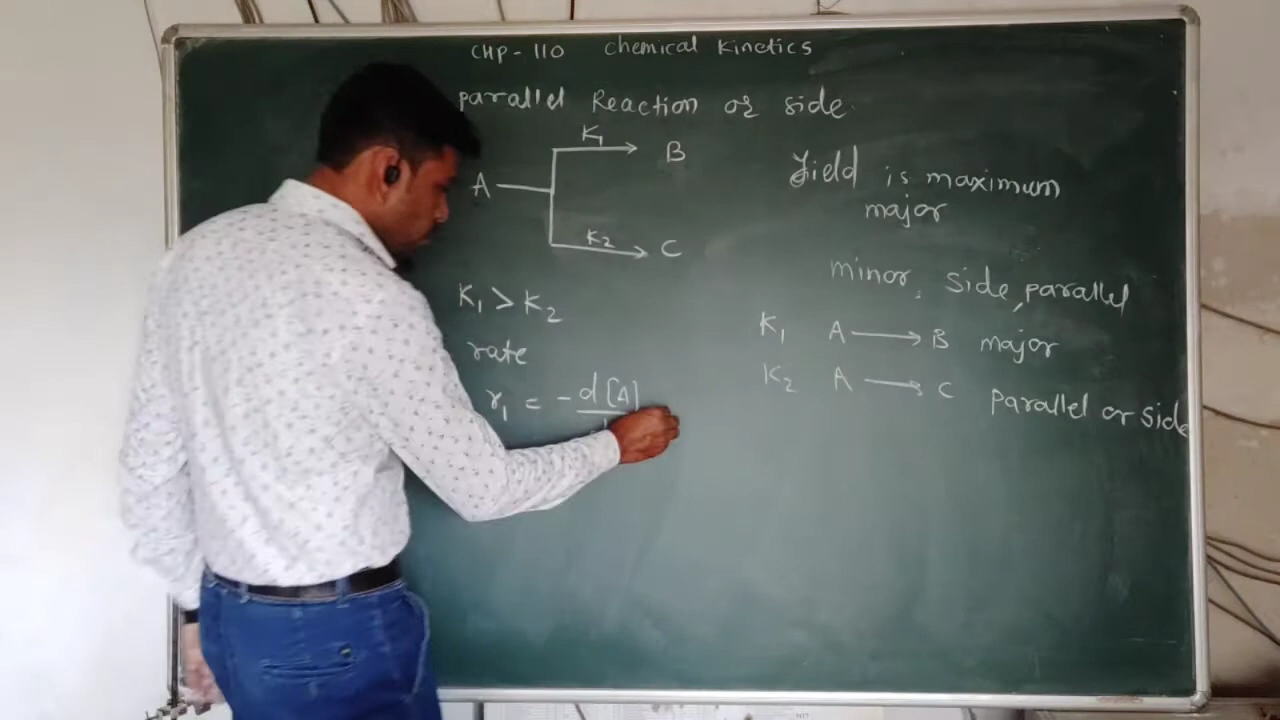 CHP-110 Chemical Kinetics
parallel Reaction or side
K1 B
A
K2 C
Yield is maximum
major
minor, side, parallel
K1 > K2
rate
r1 = - d[A]
K1 A → B major
K2 A → C parallel or side